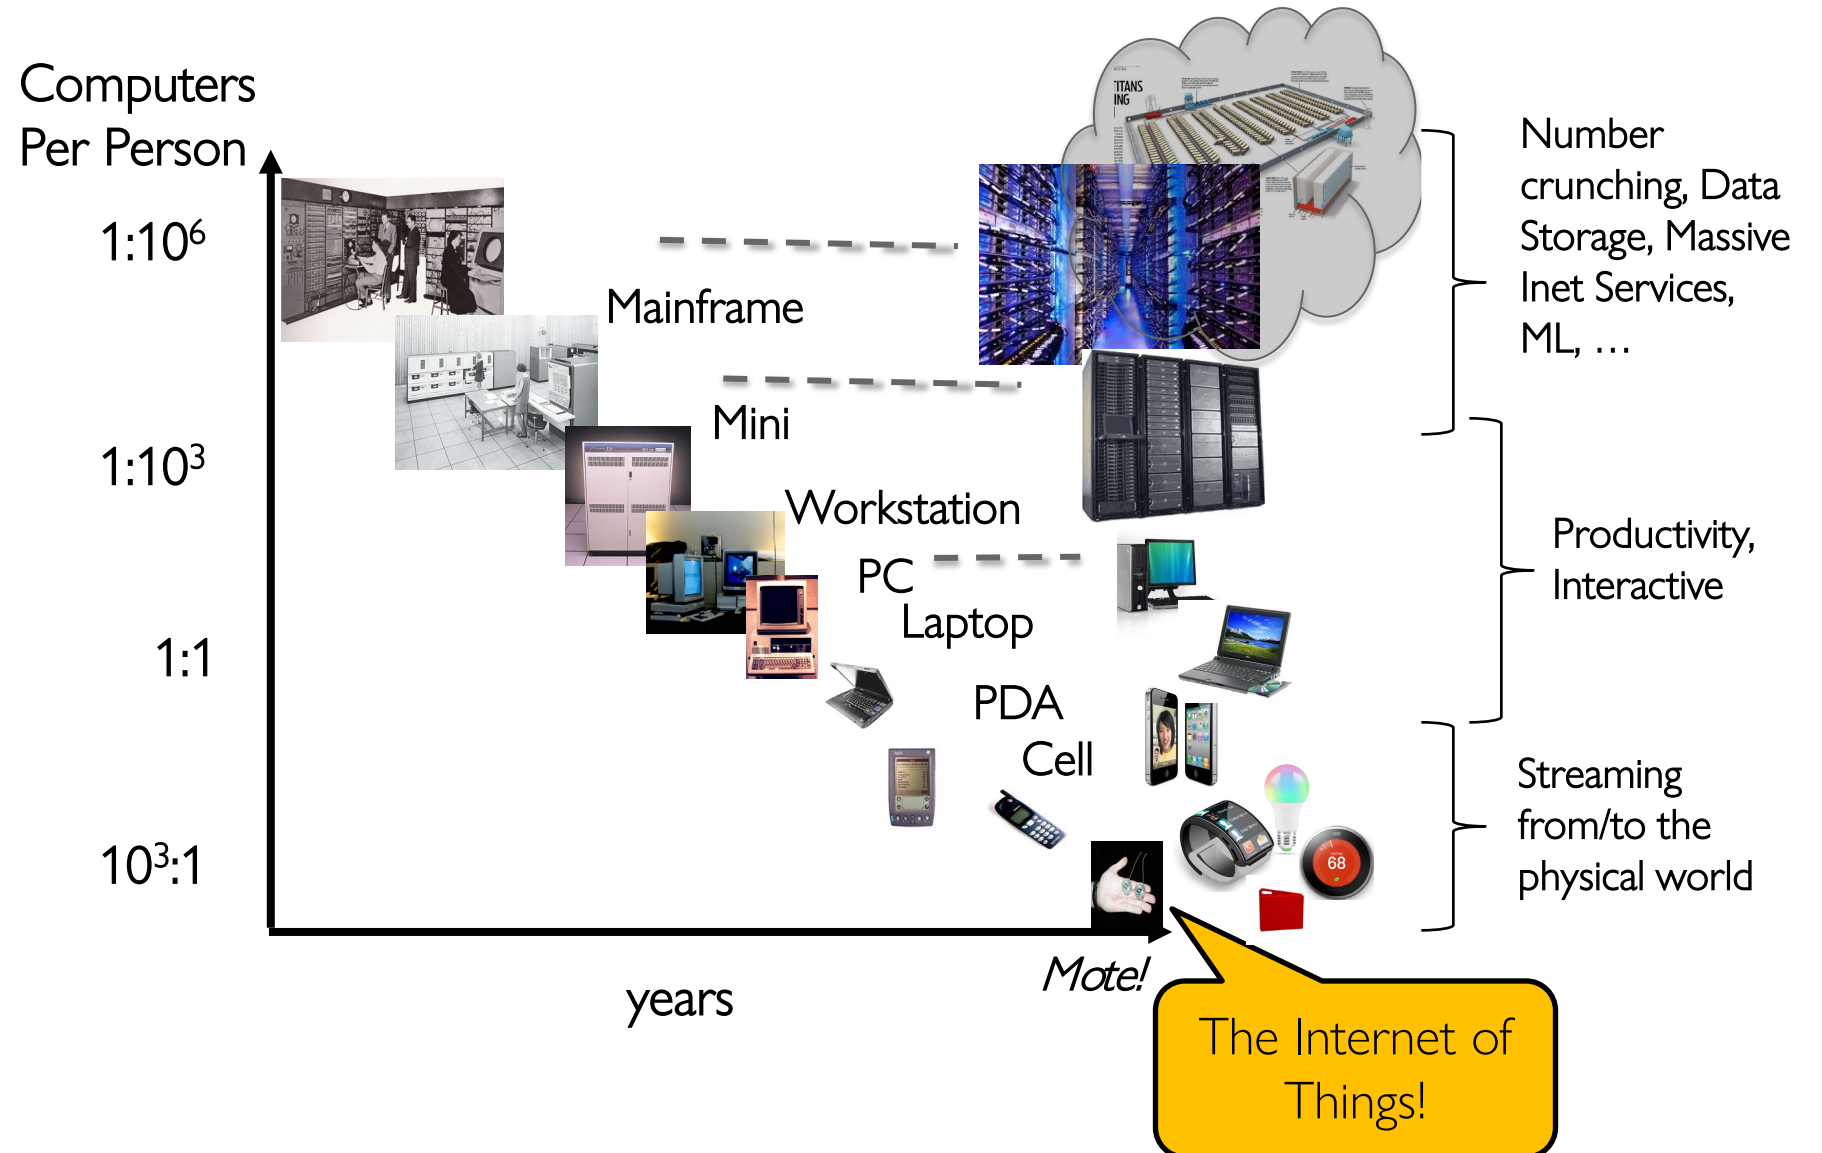 Computers
Per Person
1:10⁶
1:10³
1:1
10³:1
TITANS
ING
Mainframe
Mini
Workstation
PC
Laptop
PDA
Cell
Mote!
years
68
The Internet of
Things!
Number
crunching, Data
Storage, Massive
Inet Services,
ML, …
Productivity,
Interactive
Streaming
from/to the
physical world